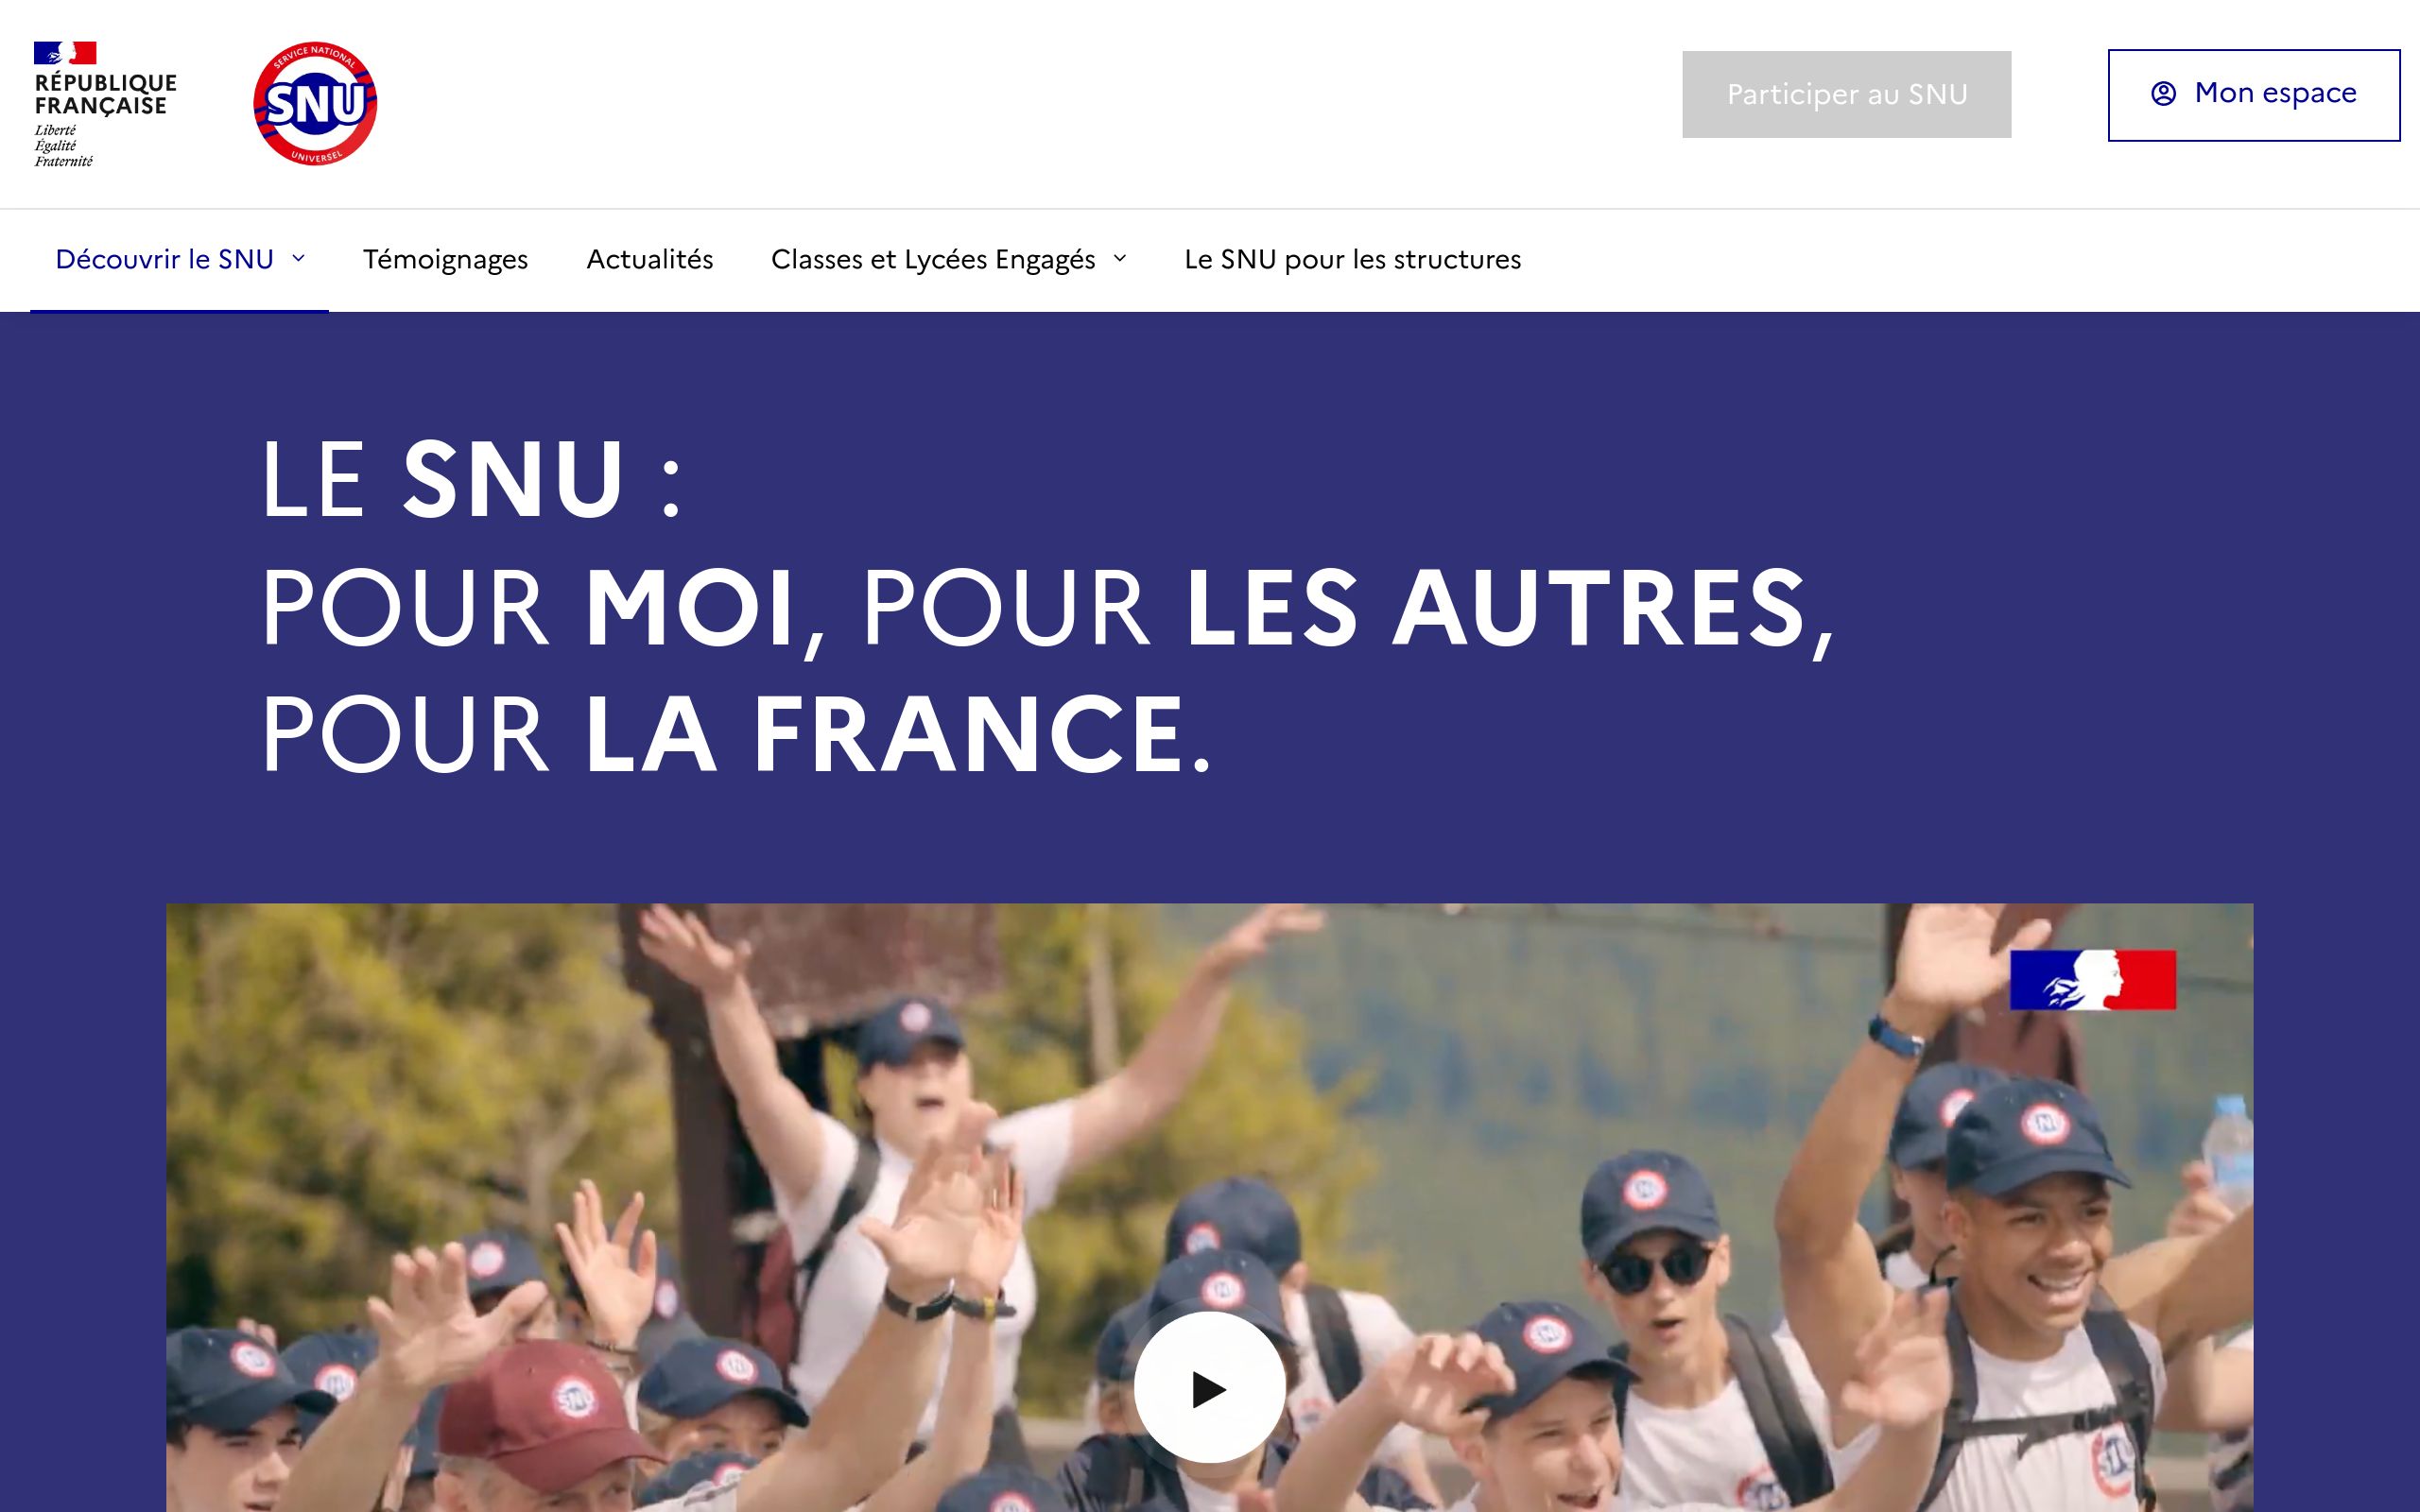 RÉPUBLIQUE
FRANÇAISE
Liberté
Égalité
Fraternité
SERVICE NATIONAL
SNU
UNIVERSEL
Participer au SNU
Mon espace
Découvrir le SNU
Témoignages
Actualités
Classes et Lycées Engagés
Le SNU pour les structures
LE SNU :
POUR MOI, POUR LES AUTRES,
POUR LA FRANCE.
SNU